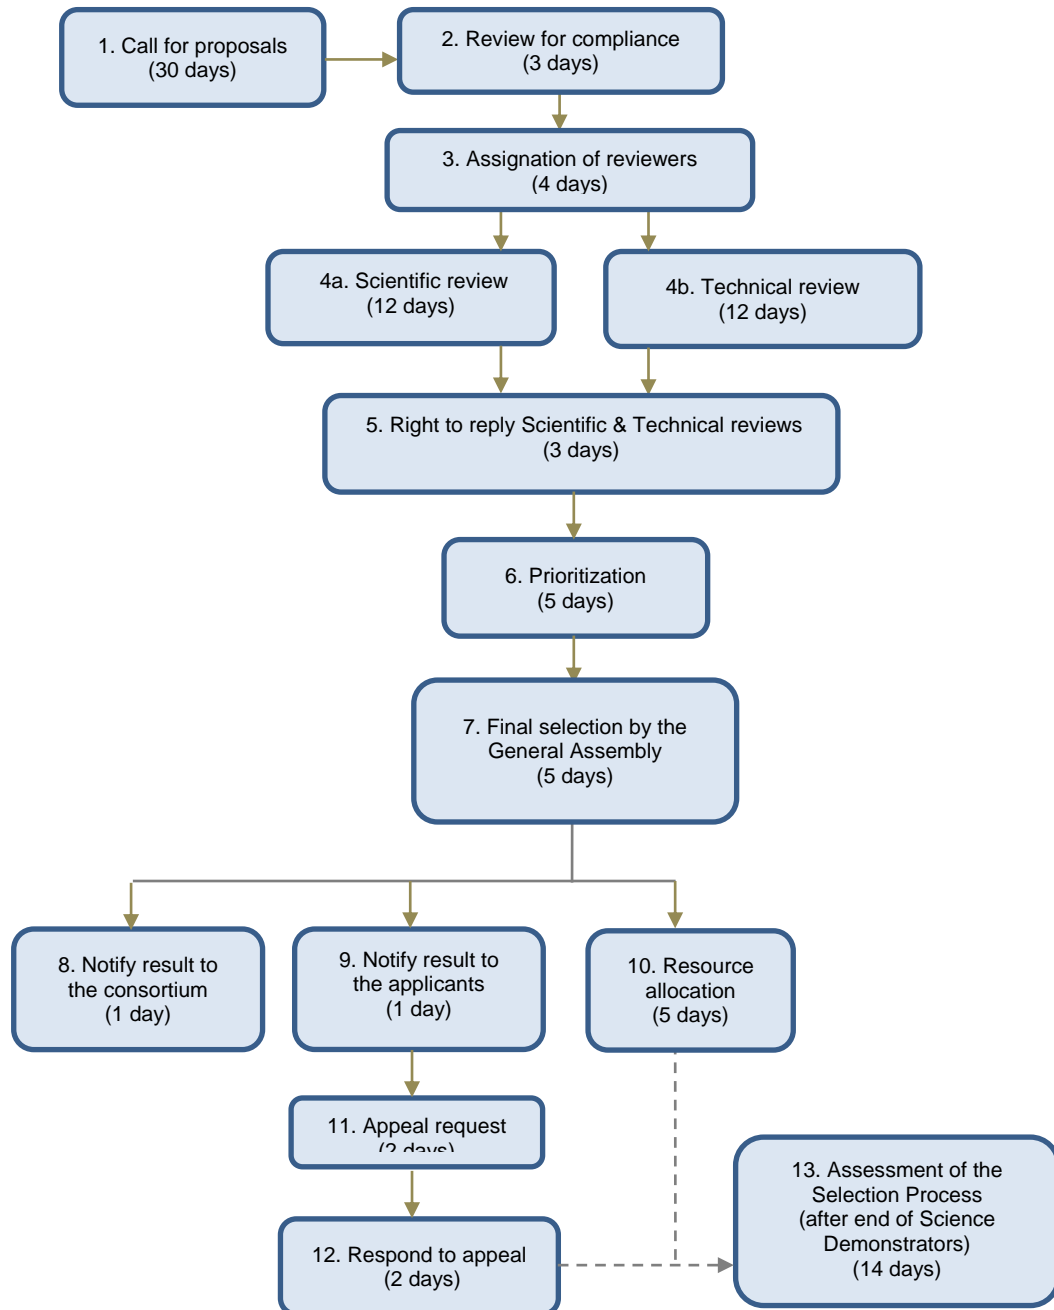 1. Call for proposals
(30 days)
2. Review for compliance
(3 days)
3. Assignation of reviewers
(4 days)
4a. Scientific review
(12 days)
4b. Technical review
(12 days)
5. Right to reply Scientific & Technical reviews
(3 days)
6. Prioritization
(5 days)
7. Final selection by the
General Assembly
(5 days)
8. Notify result to
the consortium
(1 day)
9. Notify result to
the applicants
(1 day)
10. Resource
allocation
(5 days)
11. Appeal request
(2 days)
12. Respond to appeal
(2 days)
13. Assessment of the
Selection Process
(after end of Science
Demonstrators)
(14 days)